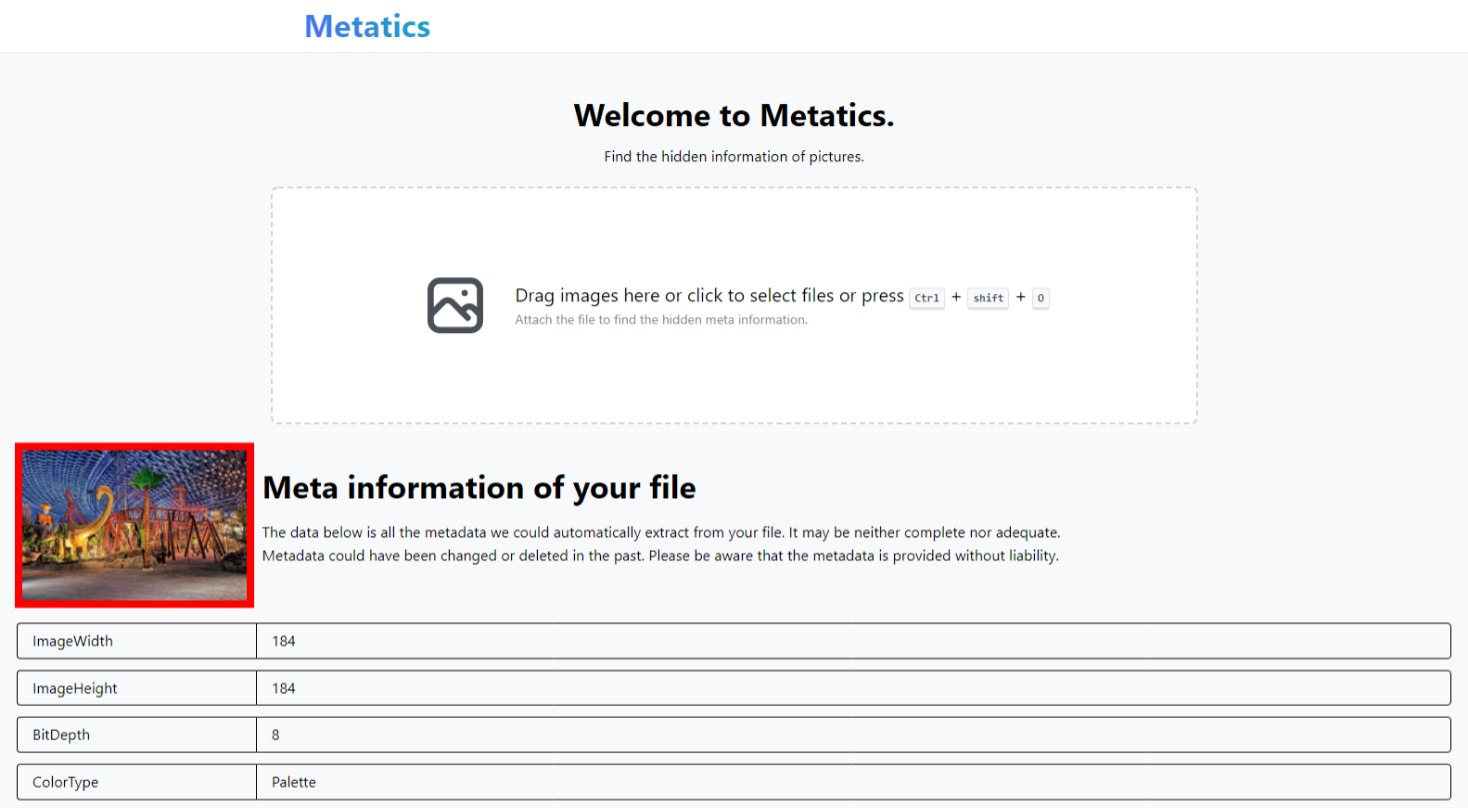 Metatics
Welcome to Metatics.
Find the hidden information of pictures.
Drag images here or click to select files or press Ctrl + shift + O
Attach the file to find the hidden meta information.
Meta information of your file
The data below is all the metadata we could automatically extract from your file. It may be neither complete nor adequate.
Metadata could have been changed or deleted in the past. Please be aware that the metadata is provided without liability.
ImageWidth 184
ImageHeight 184
BitDepth 8
ColorType Palette